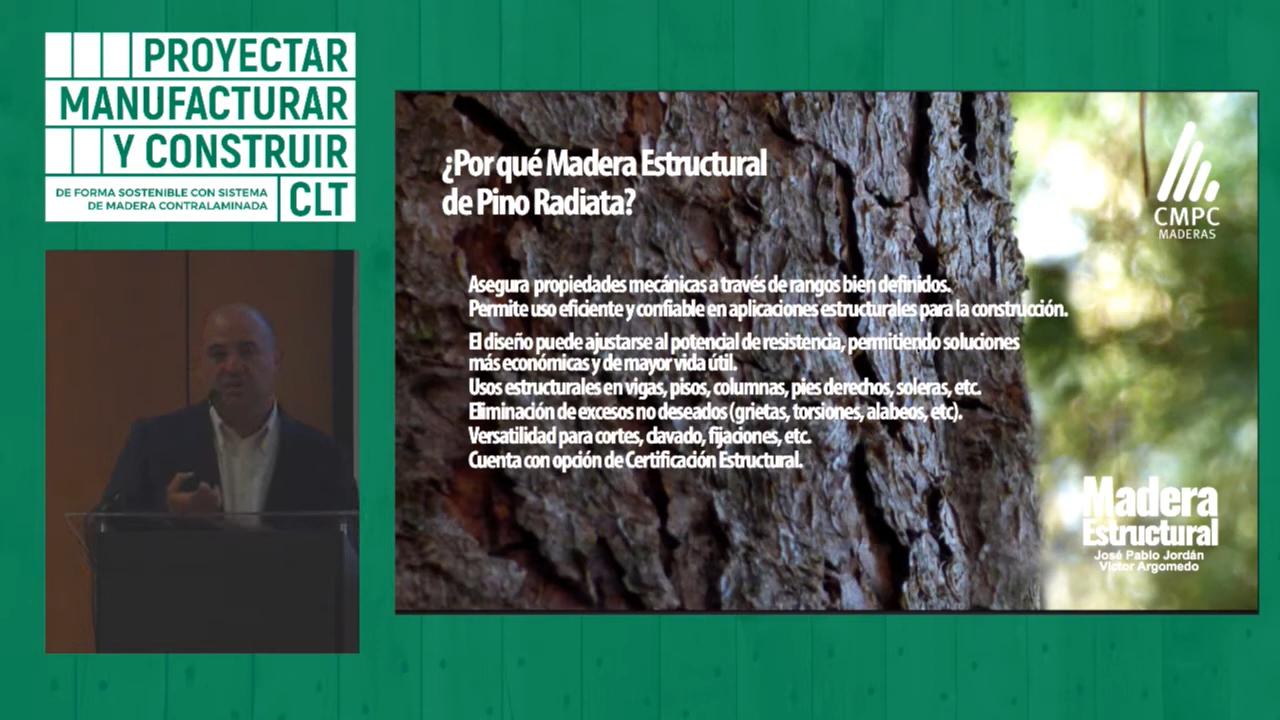 PROYECTAR
MANUFACTURAR
Y CONSTRUIR
DE FORMA SOSTENIBLE CON SISTEMA
DE MADERA CONTRALAMINADA
CLT
¿Por qué Madera Estructural
de Pino Radiata?
CMPC
MADERAS
Asegura propiedades mecánicas a través de rangos bien definidos.
Permite uso eficiente y confiable en aplicaciones estructurales para la construcción.
El diseño puede ajustarse al potencial de resistencia, permitiendo soluciones
más económicas y de mayor vida útil.
Usos estructurales en vigas, pisos, columnas, pies derechos, soleras, etc.
Eliminación de excesos no deseados (grietas, torsiones, alabeos, etc).
Versatilidad para cortes, clavado, fijaciones, etc.
Cuenta con opción de Certificación Estructural.
Madera
Estructural
José Pablo Jordán
Victor Argomedo